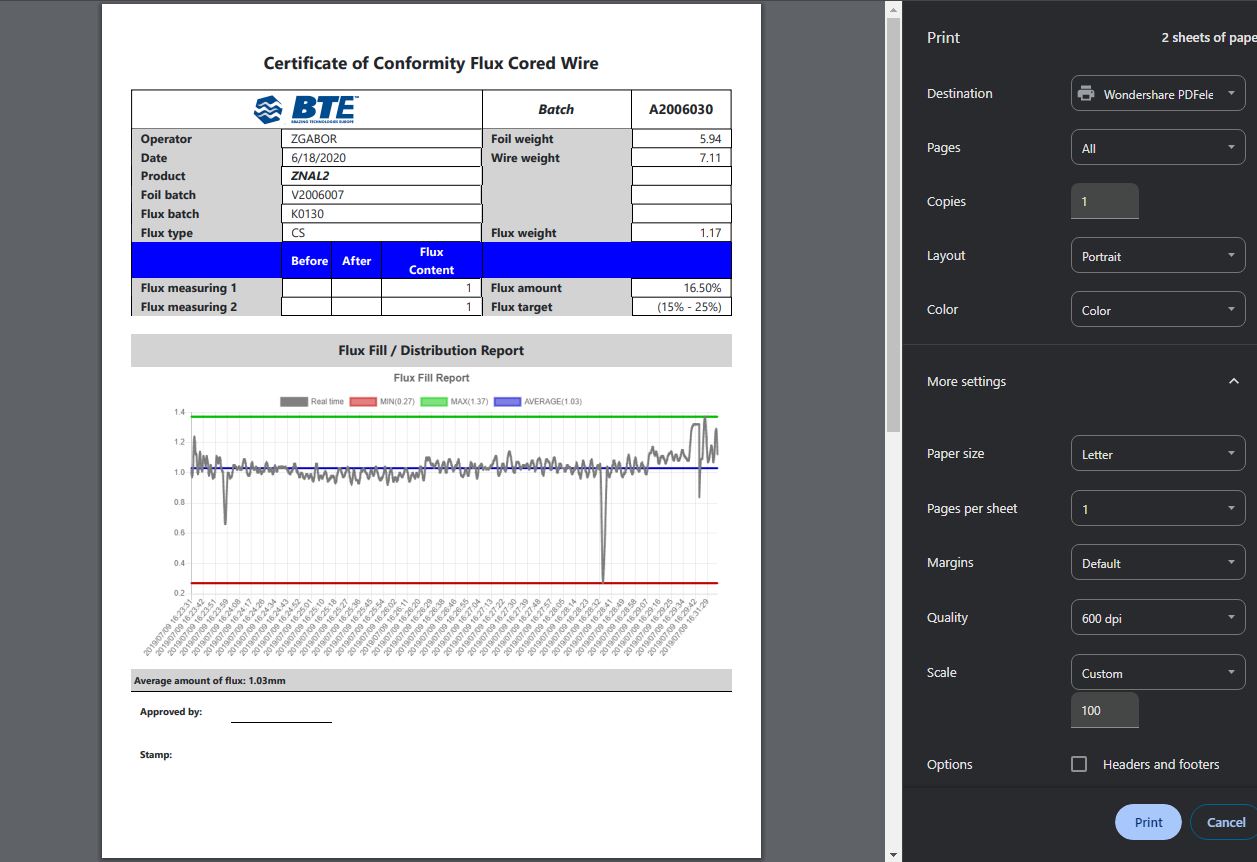 Certificate of Conformity Flux Cored Wire
BTE™
BRAZING TECHNOLOGIES EUROPE
Batch A2006030
Operator ZGABOR Foil weight 5.94
Date 6/18/2020 Wire weight 7.11
Product ZNAL2
Foil batch V2006007
Flux batch K0130
Flux type CS Flux weight 1.17
Before After Flux Content
Flux measuring 1 1 Flux amount 16.50%
Flux measuring 2 1 Flux target (15% - 25%)
Flux Fill / Distribution Report
Flux Fill Report
Real time MIN(0.27) MAX(1.37) AVERAGE(1.03)
1.4
1.2
1.0
0.8
0.6
0.4
0.2
Average amount of flux: 1.03mm
Approved by:
Stamp:
Print 2 sheets of pape
Destination Wondershare PDFele
Pages All
Copies 1
Layout Portrait
Color Color
More settings
Paper size Letter
Pages per sheet 1
Margins Default
Quality 600 dpi
Scale Custom
100
Options Headers and footers
Print Cancel